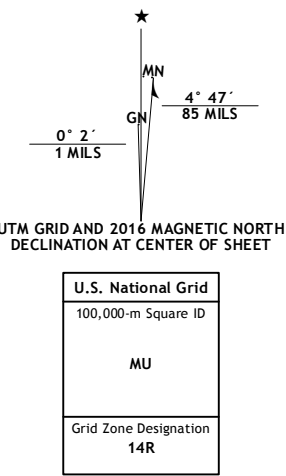 MN
4° 47´
85 MILS
GN
0° 2´
1 MILS
UTM GRID AND 2016 MAGNETIC NORTH
DECLINATION AT CENTER OF SHEET
U.S. National Grid
100,000-m Square ID
MU
Grid Zone Designation
14R